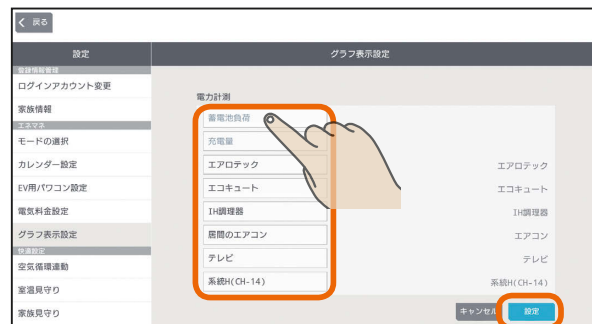 戻る
設定
グラフ表示設定
登録情報管理
ログインアカウント変更
家族情報
エネマネ
モードの選択
カレンダー設定
EV用パワコン設定
電気料金設定
グラフ表示設定
快適設定
空気循環連動
室温見守り
家族見守り
電力計測
蓄電池負荷
充電量
エアロテック
エアロテック
エコキュート
エコキュート
IH調理器
IH調理器
居間のエアコン
エアコン
テレビ
テレビ
系統H(CH-14)
系統H(CH-14)
キャンセル
設定